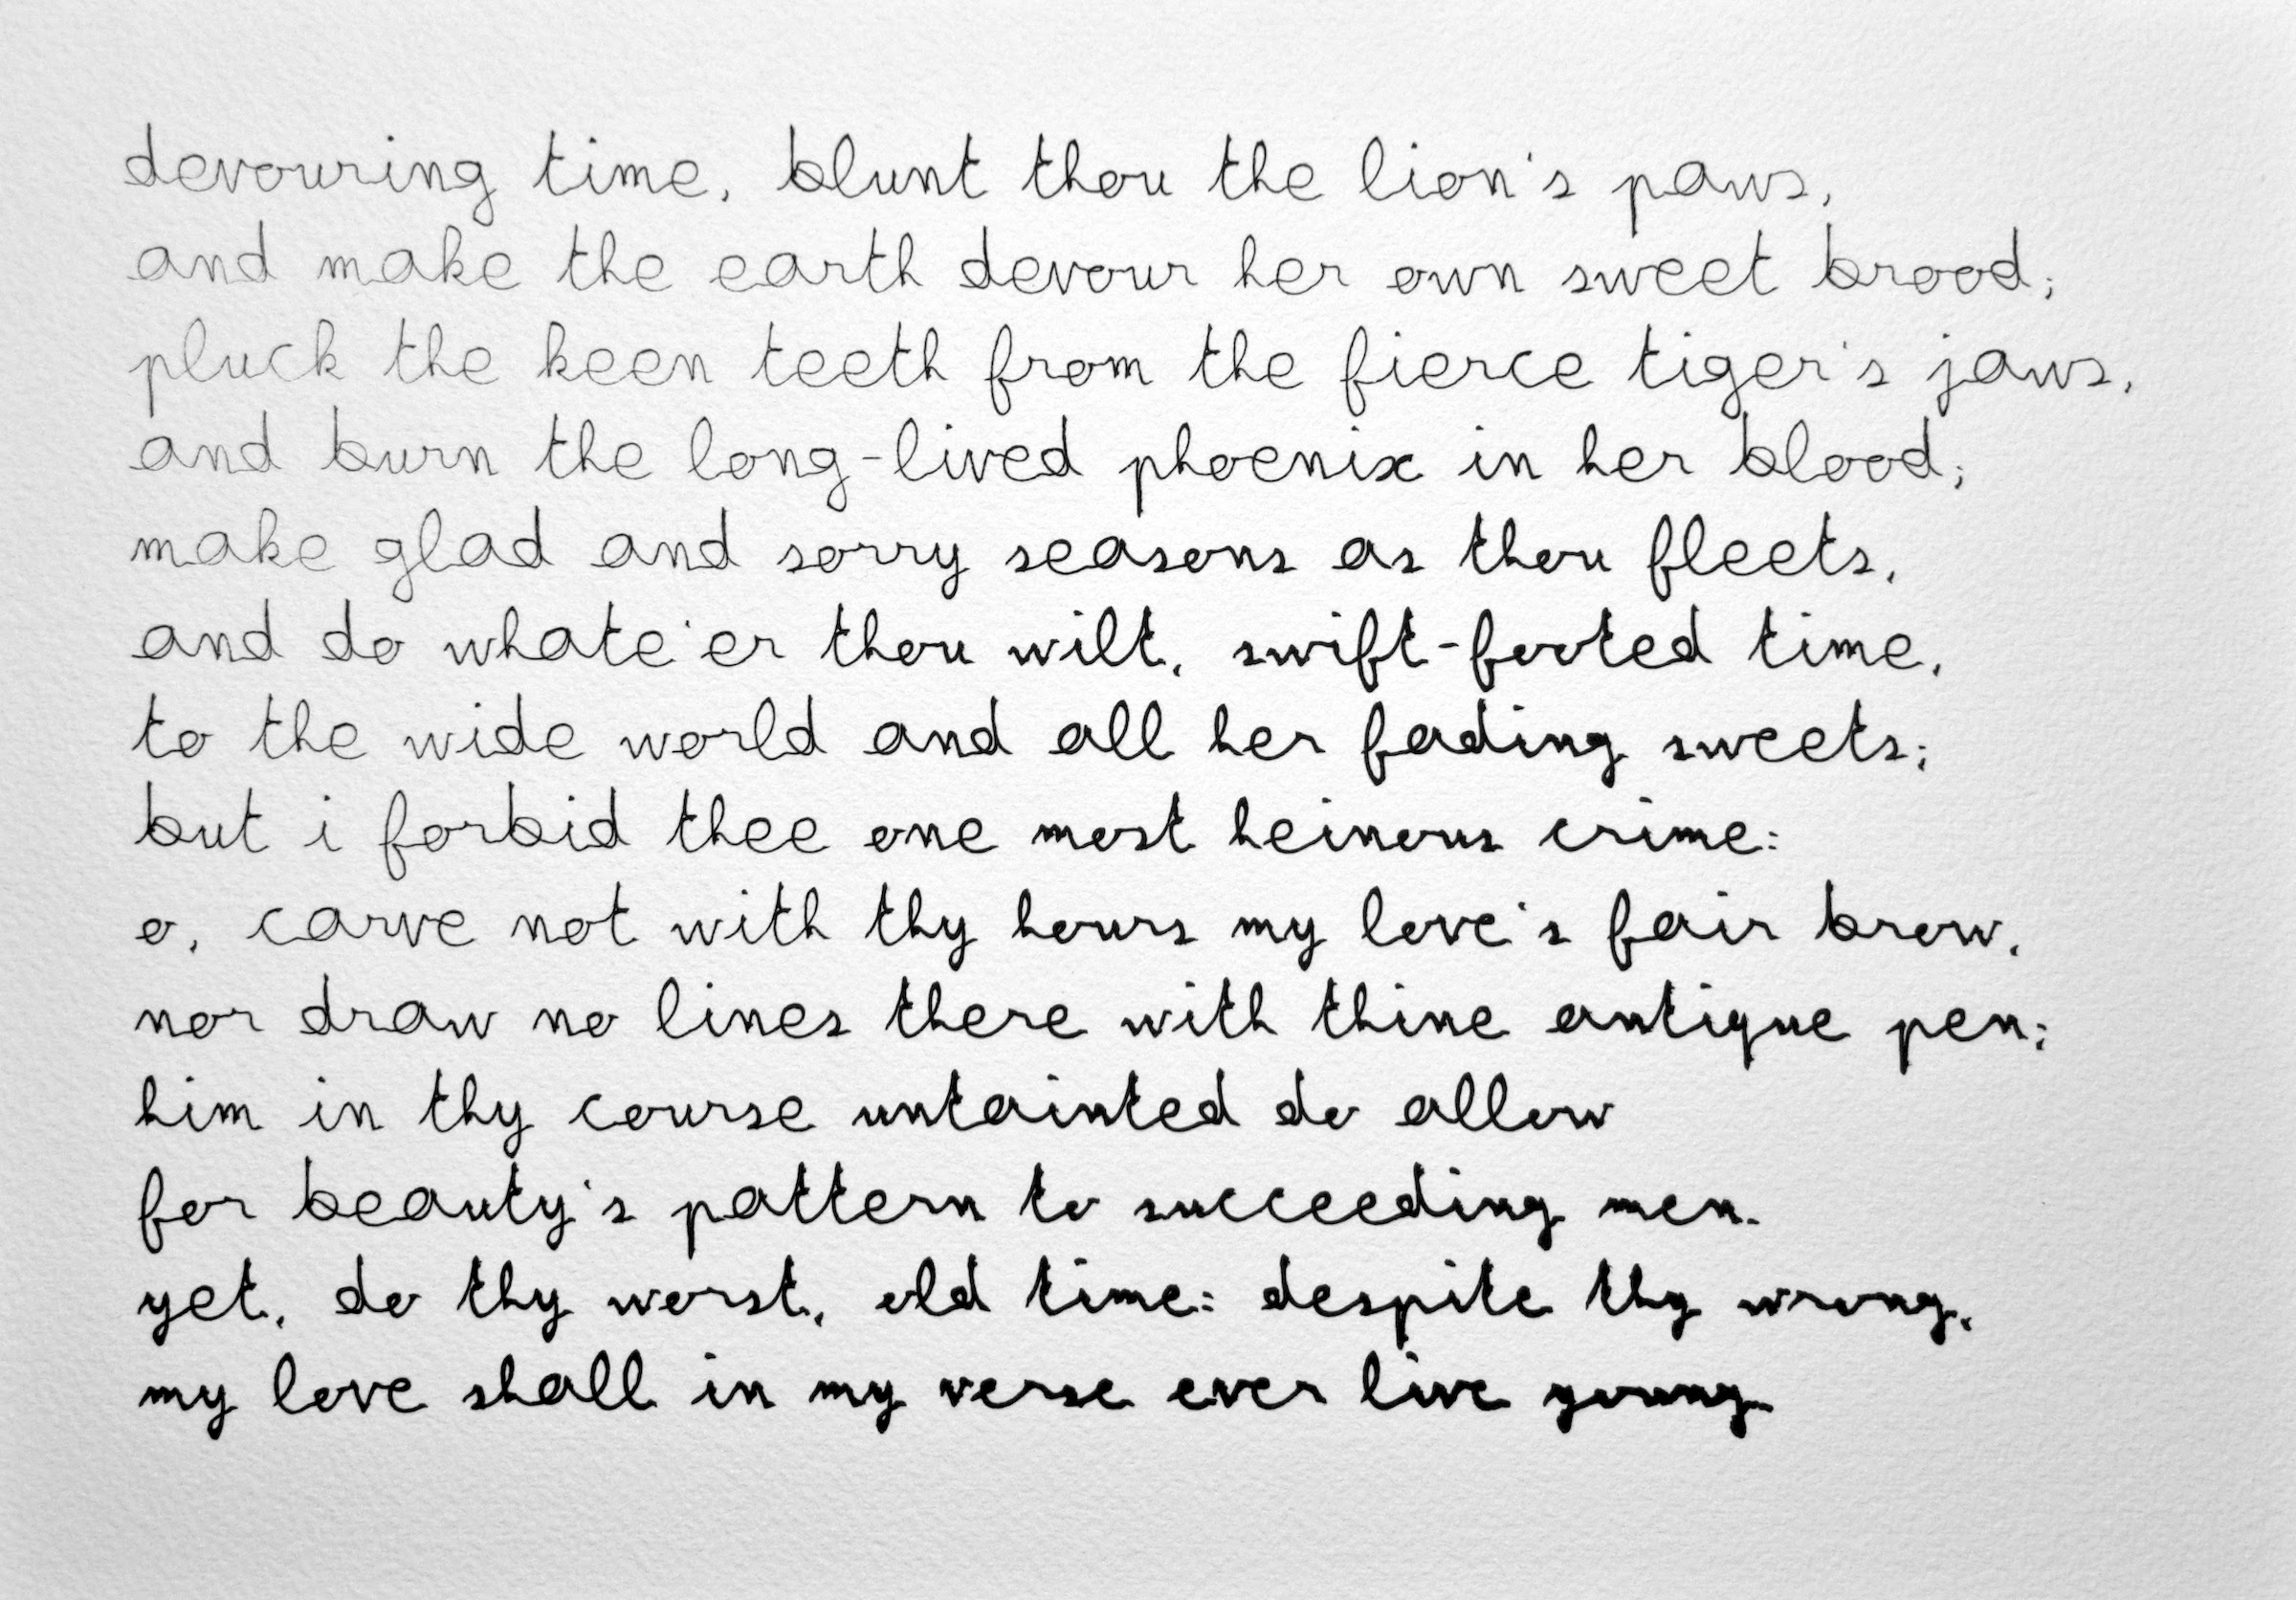 devouring time, blunt thou the lion's paws,
and make the earth devour her own sweet brood;
pluck the keen teeth from the fierce tiger's jaws,
and burn the long-lived phoenix in her blood;
make glad and sorry seasons as thou fleets,
and do whate'er thou wilt, swift-footed time,
to the wide world and all her fading sweets;
but i forbid thee one most heinous crime:
o, carve not with thy hours my love's fair brow,
nor draw no lines there with thine antique pen;
him in thy course untainted do allow
for beauty's pattern to succeeding men.
yet, do thy worst, old time: despite thy wrong,
my love shall in my verse ever live young.